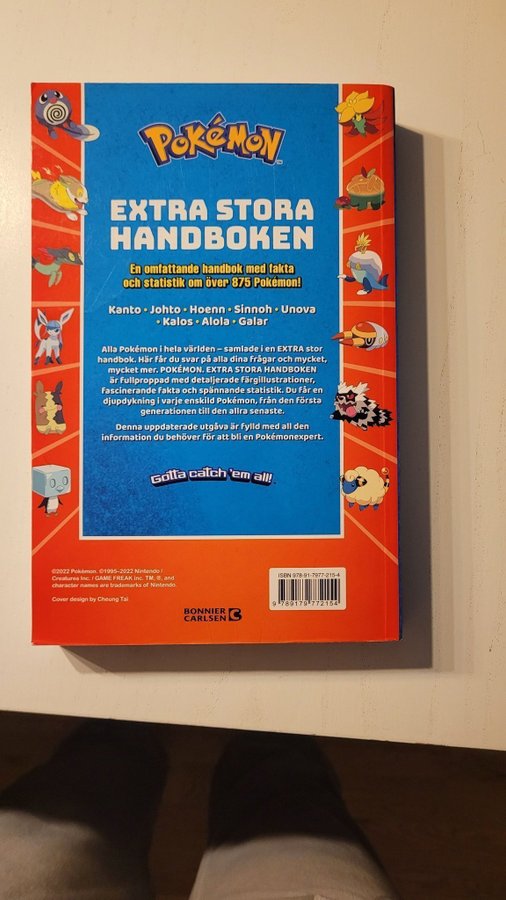 POKéMON™
EXTRA STORA
HANDBOKEN
En omfattande handbok med fakta
och statistik om över 875 Pokémon!
Kanto • Johto • Hoenn • Sinnoh • Unova
• Kalos • Alola • Galar
Alla Pokémon i hela världen – samlade i en EXTRA stor
handbok. Här får du svar på alla dina frågar och mycket,
mycket mer. POKÉMON. EXTRA STORA HANDBOKEN
är fullproppad med detaljerade färgillustrationer,
fascinerande fakta och spännande statistik. Du får en
djupdykning i varje enskild Pokémon, från den första
generationen till den allra senaste.
Denna uppdaterade utgåva är fylld med all den
information du behöver för att bli en Pokémonexpert.
Gotta catch 'em all!™
©2022 Pokémon. ©1995–2022 Nintendo /
Creatures Inc. / GAME FREAK inc. TM, ®, and
character names are trademarks of Nintendo.
Cover design by Cheung Tai
BONNIER
CARLSEN
ISBN 978-91-7977-215-4
9 789179 772154